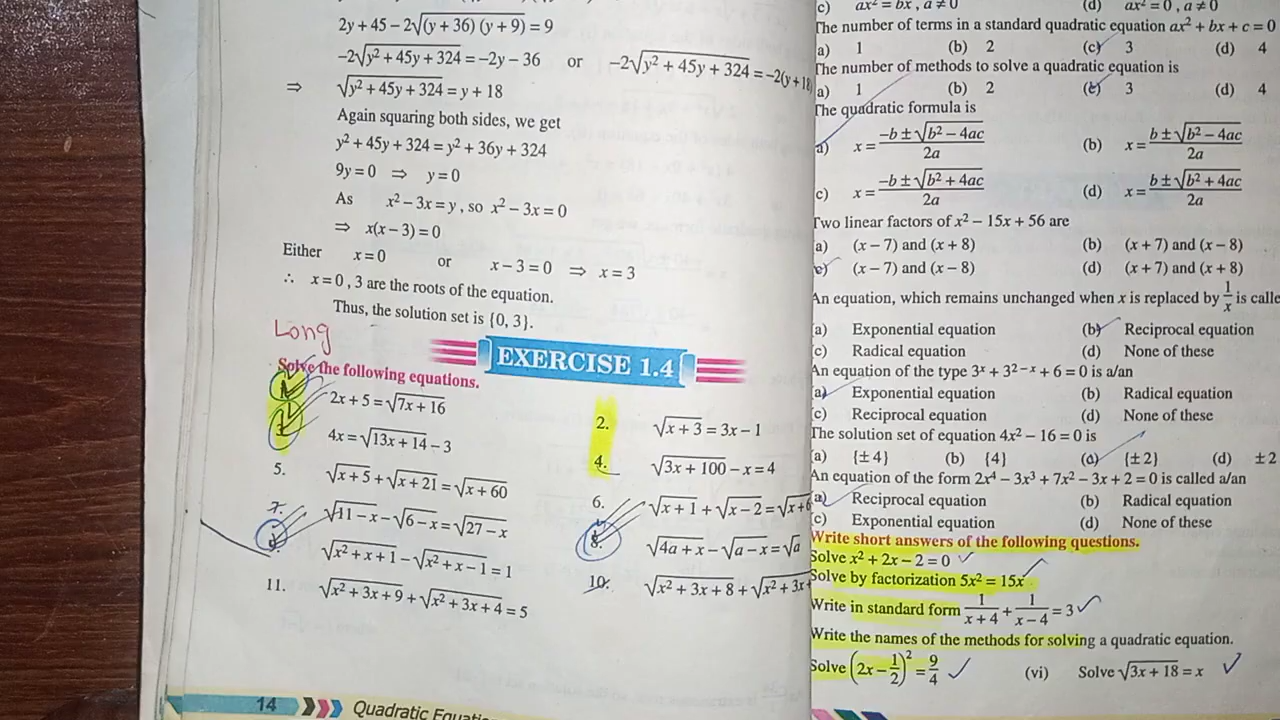 2y + 45 − 2√(y + 36) (y + 9) = 9
−2√y² + 45y + 324 = −2y − 36 or −2√y² + 45y + 324 = −2(y + 18)
⇒ √y² + 45y + 324 = y + 18
Again squaring both sides, we get
y² + 45y + 324 = y² + 36y + 324
9y = 0 ⇒ y = 0
As x² − 3x = y , so x² − 3x = 0
⇒ x(x − 3) = 0
Either x = 0 or x − 3 = 0 ⇒ x = 3
∴ x = 0 , 3 are the roots of the equation.
Thus, the solution set is {0, 3}.
Long
EXERCISE 1.4
Solve the following equations.
2x + 5 = √7x + 16
2. √x + 3 = 3x − 1
4x = √13x + 14 − 3
4. √3x + 100 − x = 4
5. √x + 5 + √x + 21 = √x + 60
6. √x + 1 + √x − 2 = √x + 6
7. √11 − x − √6 − x = √27 − x
8. √4a + x − √a − x = √a
√x² + x + 1 − √x² + x − 1 = 1
10. √x² + 3x + 8 + √x² + 3x +
11. √x² + 3x + 9 + √x² + 3x + 4 = 5
14 Quadratic
c) ax² = bx , a ≠ 0 (d) ax² = 0 , a ≠ 0
The number of terms in a standard quadratic equation ax² + bx + c = 0
a) 1 (b) 2 (c) 3 (d) 4
The number of methods to solve a quadratic equation is
a) 1 (b) 2 (c) 3 (d) 4
The quadratic formula is
a) x = −b ± √b² − 4ac / 2a (b) x = b ± √b² − 4ac / 2a
c) x = −b ± √b² + 4ac / 2a (d) x = b ± √b² + 4ac / 2a
Two linear factors of x² − 15x + 56 are
(a) (x − 7) and (x + 8) (b) (x + 7) and (x − 8)
c) (x − 7) and (x − 8) (d) (x + 7) and (x + 8)
An equation, which remains unchanged when x is replaced by 1/x is calle
(a) Exponential equation (b) Reciprocal equation
(c) Radical equation (d) None of these
An equation of the type 3ˣ + 3²⁻ˣ + 6 = 0 is a/an
(a) Exponential equation (b) Radical equation
(c) Reciprocal equation (d) None of these
The solution set of equation 4x² − 16 = 0 is
(a) {± 4} (b) {4} (c) {± 2} (d) ± 2
An equation of the form 2x⁴ − 3x³ + 7x² − 3x + 2 = 0 is called a/an
(a) Reciprocal equation (b) Radical equation
(c) Exponential equation (d) None of these
Write short answers of the following questions.
Solve x² + 2x − 2 = 0
Solve by factorization 5x² = 15x
Write in standard form 1/x + 4 + 1/x − 4 = 3
Write the names of the methods for solving a quadratic equation.
Solve (2x − 1/2)² = 9/4 (vi) Solve √3x + 18 = x